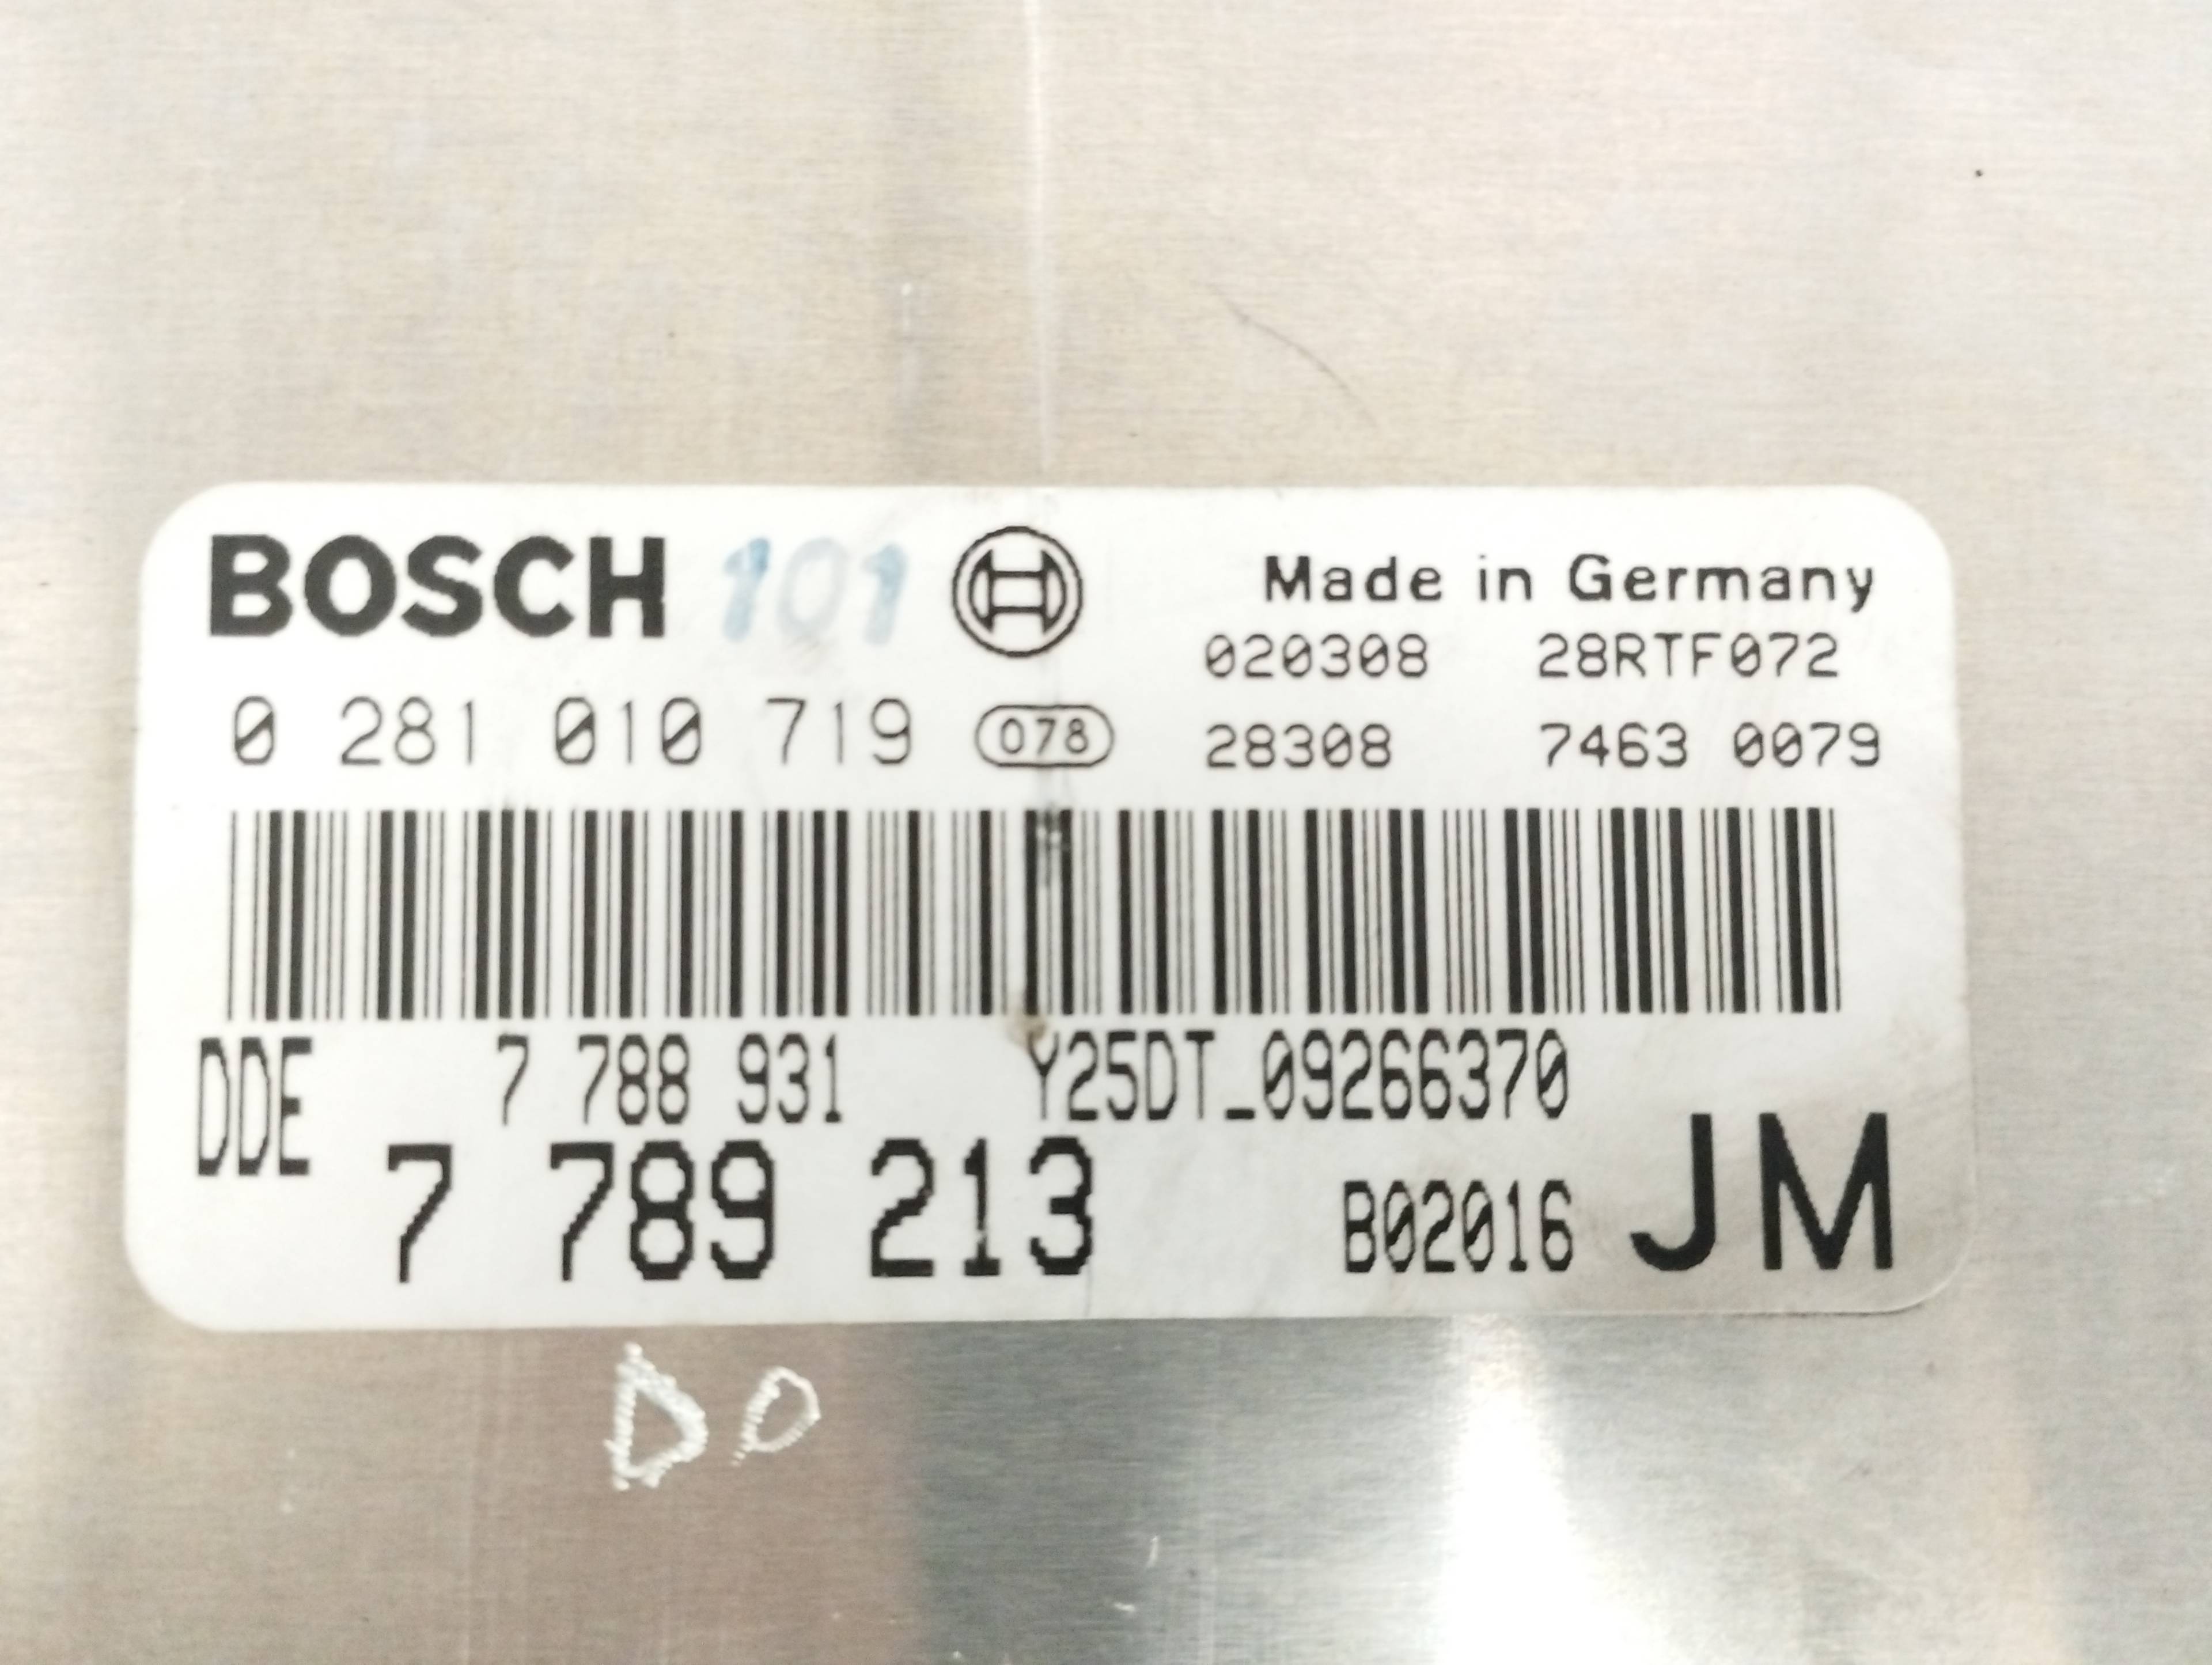 BOSCH 101
Made in Germany
020308 28RTF072
0 281 010 719 078
28308 7463 0079
DDE 7 788 931 Y25DT_09266370
7 789 213 B02016 JM
DO